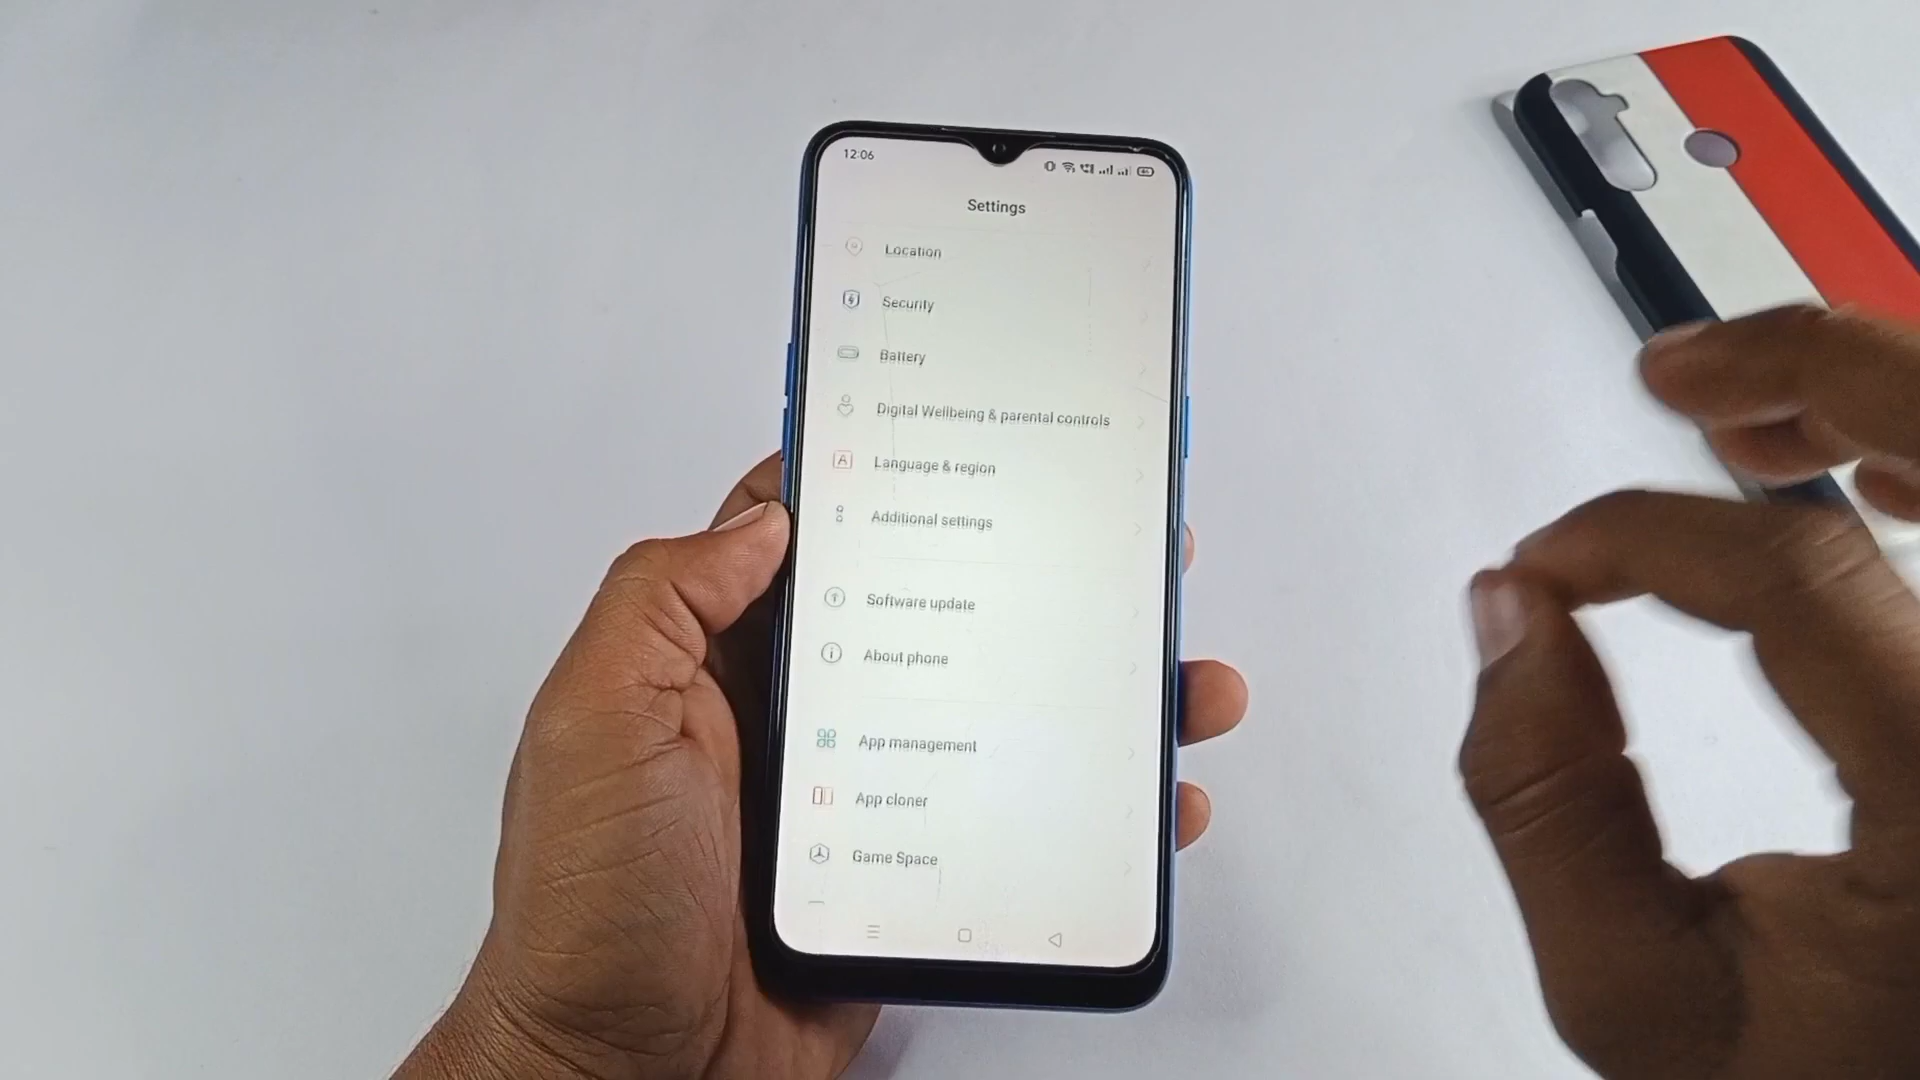 12:06
Settings
Location
Security
Battery
Digital Wellbeing & parental controls
Language & region
Additional settings
Software update
About phone
App management
App cloner
Game Space